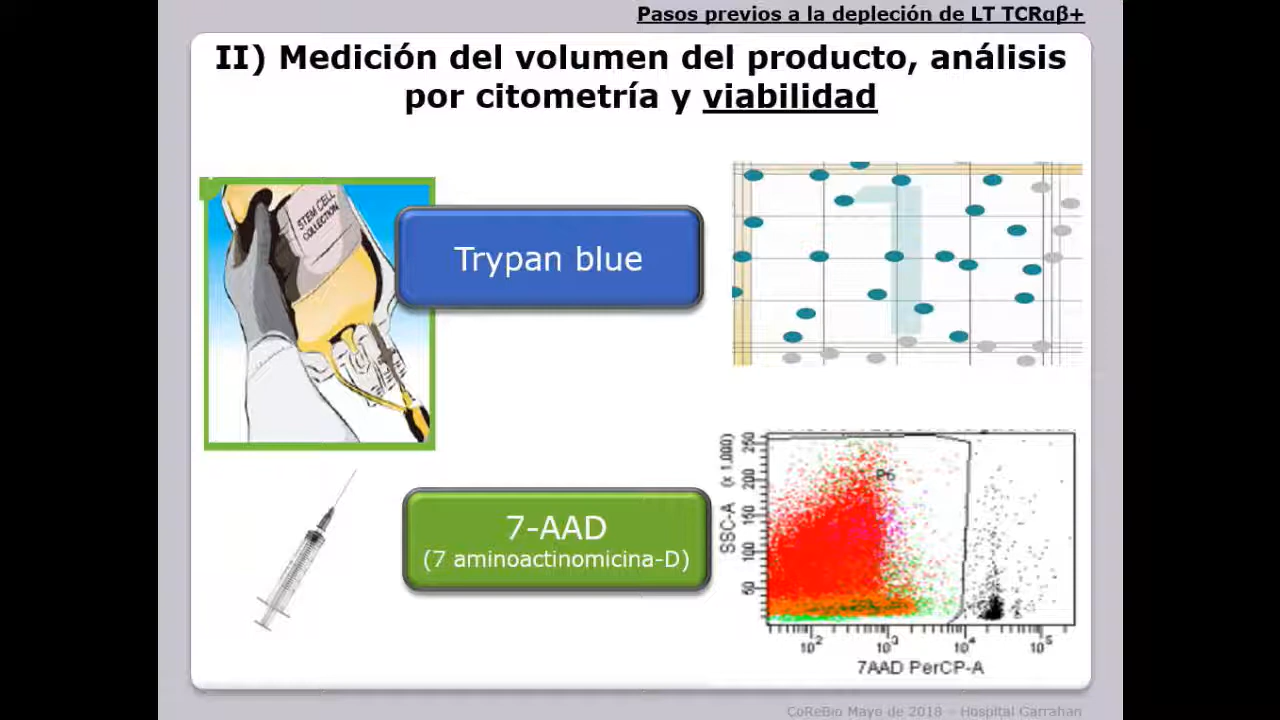 Pasos previos a la depleción de LT TCRαβ+
II) Medición del volumen del producto, análisis
por citometría y viabilidad
STEM CELL
COLLECTION
Trypan blue
1
7-AAD
(7 aminoactinomicina-D)
SSC-A (x 1,000)
250
200
150
100
50
P6
10²
10³
10⁴
10⁵
7AAD PerCP-A
CoReBio Mayo de 2018 – Hospital Garrahan